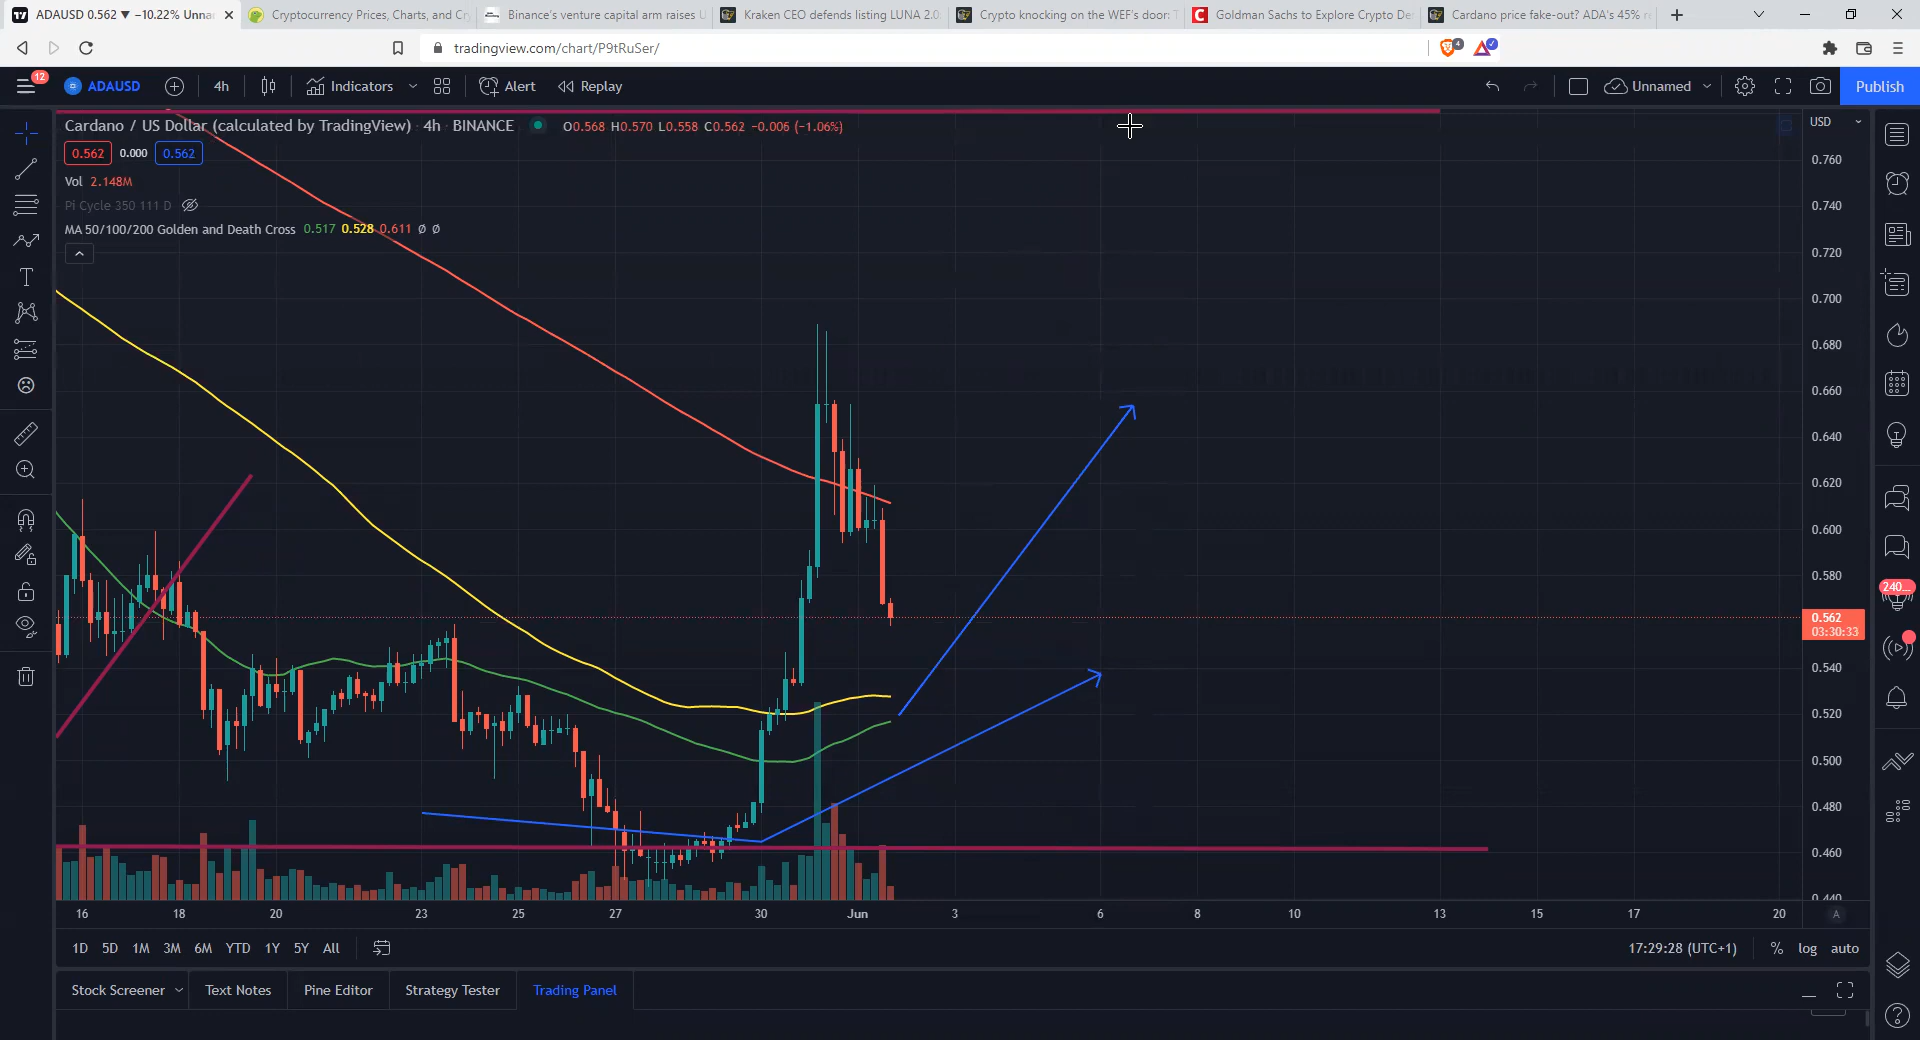 ADAUSD 0.562 ▼ −10.22% Unna
Cryptocurrency Prices, Charts, and Cr
Binance's venture capital arm raises U
Kraken CEO defends listing LUNA 2.0
Crypto knocking on the WEF's door: T
Goldman Sachs to Explore Crypto De
Cardano price fake-out? ADA's 45% r
tradingview.com/chart/P9tRuSer/
4
12
ADAUSD
4h
Indicators
Alert
Replay
Unnamed
Publish
Cardano / US Dollar (calculated by TradingView) · 4h · BINANCE
O0.568 H0.570 L0.558 C0.562 −0.006 (−1.06%)
USD
0.562 0.000 0.562
Vol 2.148M
Pi Cycle 350 111 D
MA 50/100/200 Golden and Death Cross 0.517 0.528 0.611 ø ø
0.760
0.740
0.720
0.700
0.680
0.660
0.640
0.620
0.600
0.580
0.562
03:30:33
0.540
0.520
0.500
0.480
0.460
0.440
240
16 18 20 23 25 27 30 Jun 3 6 8 10 13 15 17 20
A
1D 5D 1M 3M 6M YTD 1Y 5Y All
17:29:28 (UTC+1) % log auto
Stock Screener Text Notes Pine Editor Strategy Tester Trading Panel